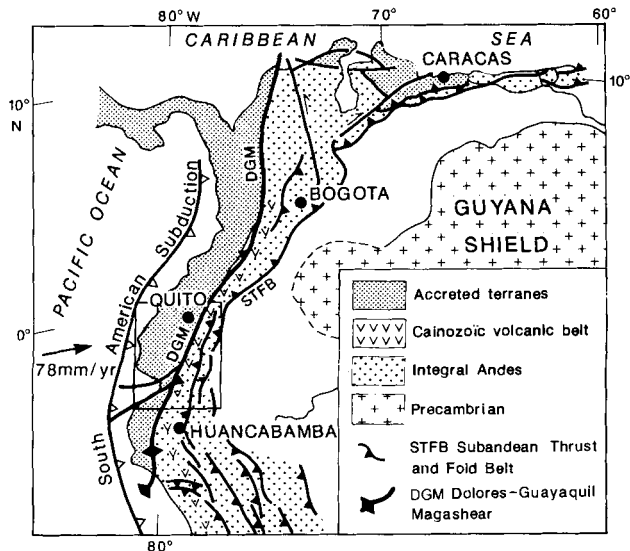 80°W 70° 60°
CARIBBEAN SEA
CARACAS
10°
N
10°
PACIFIC OCEAN
DGM
BOGOTA
GUYANA
SHIELD
South American Subduction
STFB
QUITO
0°
DGM
78mm/yr
HUANCABAMBA
80°
Accreted terranes
Cainozoïc volcanic belt
Integral Andes
Precambrian
STFB Subandean Thrust
and Fold Belt
DGM Dolores-Guayaquil
Magashear